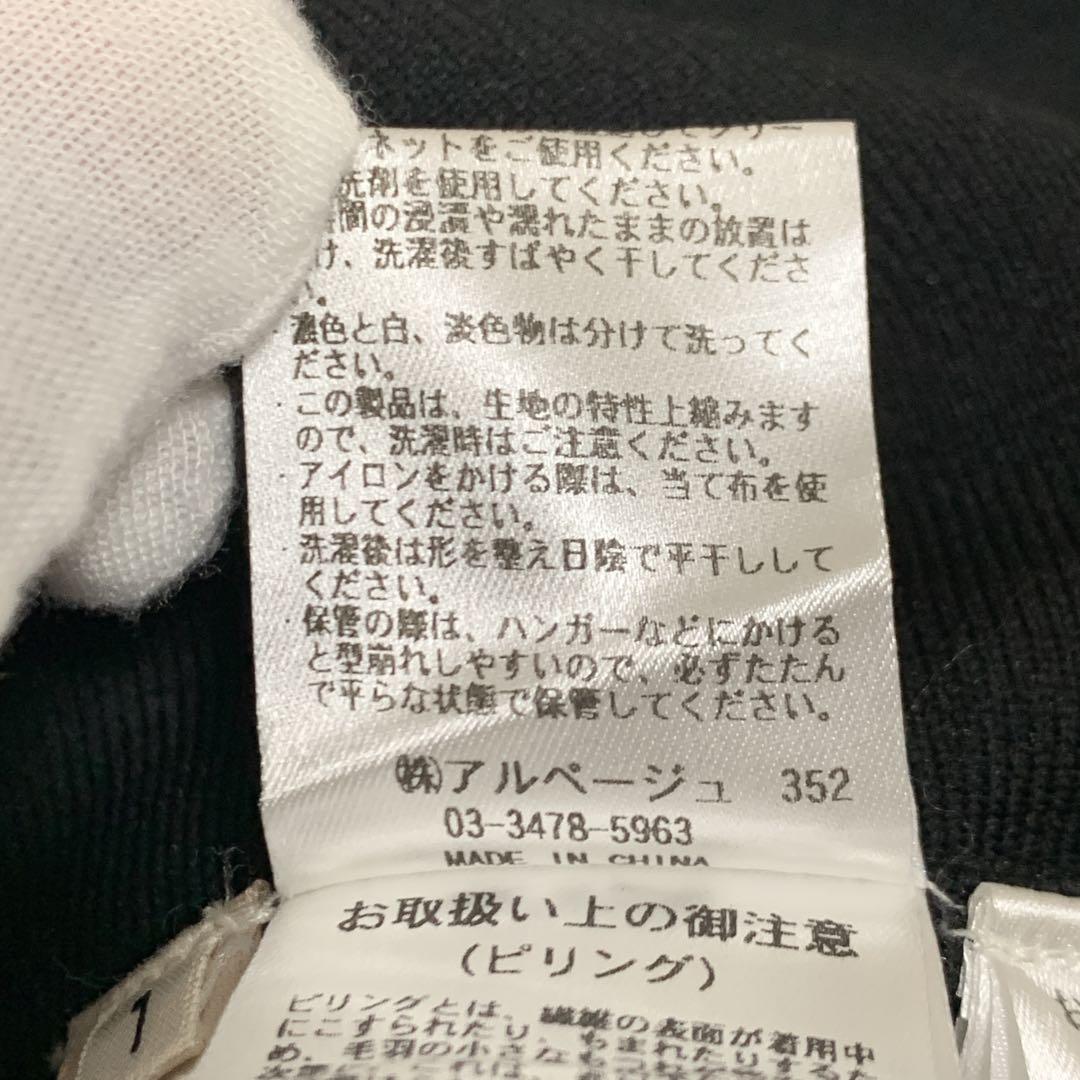 ネットをご使用ください。
洗剤を使用してください。
間の浸漬や濡れたままの放置は
け、洗濯後すばやく干してくださ
い。
・濃色と白、淡色物は分けて洗ってく
ださい。
・この製品は、生地の特性上縮みます
ので、洗濯時はご注意ください。
・アイロンをかける際は、当て布を使
用してください。
・洗濯後は形を整え日陰で平干しして
ください。
・保管の際は、ハンガーなどにかける
と型崩れしやすいので、必ずたたん
で平らな状態で保管してください。
㈱アルページュ 352
03-3478-5963
MADE IN CHINA
お取扱い上の御注意
(ピリング)
ピリングとは、繊維の表面が着用中
にこすられたり、もまれたりするた
め、毛羽の小さな
1